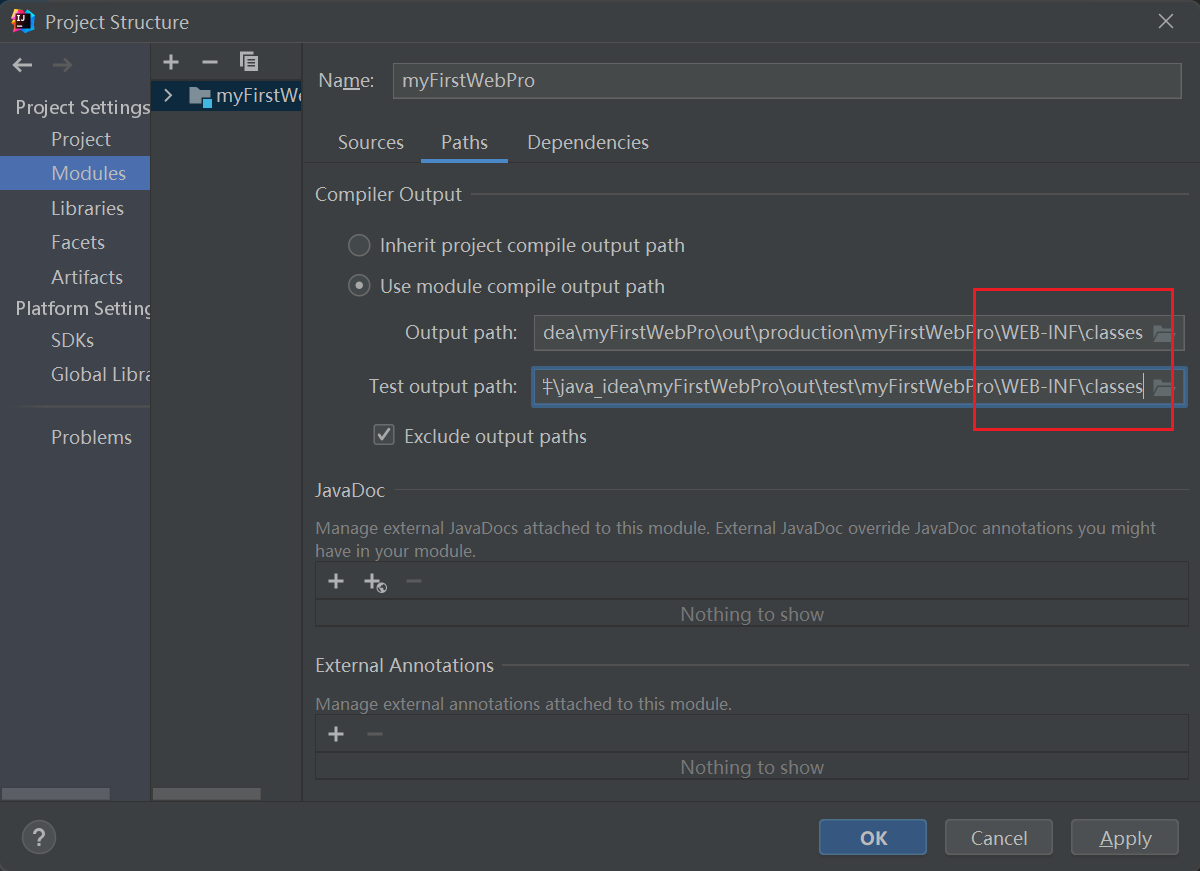 Project Structure
Name: myFirstWebPro
Project Settings
Project
Modules
Libraries
Facets
Artifacts
Platform Setting
SDKs
Global Libra
Problems
myFirstWe
Sources Paths Dependencies
Compiler Output
Inherit project compile output path
Use module compile output path
Output path: dea\myFirstWebPro\out\production\myFirstWebPro\WEB-INF\classes
Test output path: \java_idea\myFirstWebPro\out\test\myFirstWebPro\WEB-INF\classes
Exclude output paths
JavaDoc
Manage external JavaDocs attached to this module. External JavaDoc override JavaDoc annotations you might
have in your module.
Nothing to show
External Annotations
Manage external annotations attached to this module.
Nothing to show
?
OK Cancel Apply